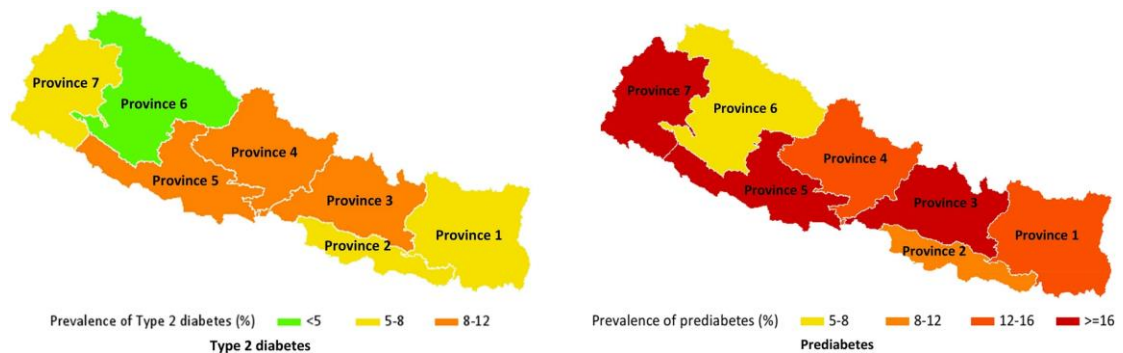 Province 7
Province 6
Province 4
Province 5
Province 3
Province 1
Province 2
Prevalence of Type 2 diabetes (%) <5 5-8 8-12
Type 2 diabetes
Province 7
Province 6
Province 4
Province 5
Province 3
Province 1
Province 2
Prevalence of prediabetes (%) 5-8 8-12 12-16 >=16
Prediabetes